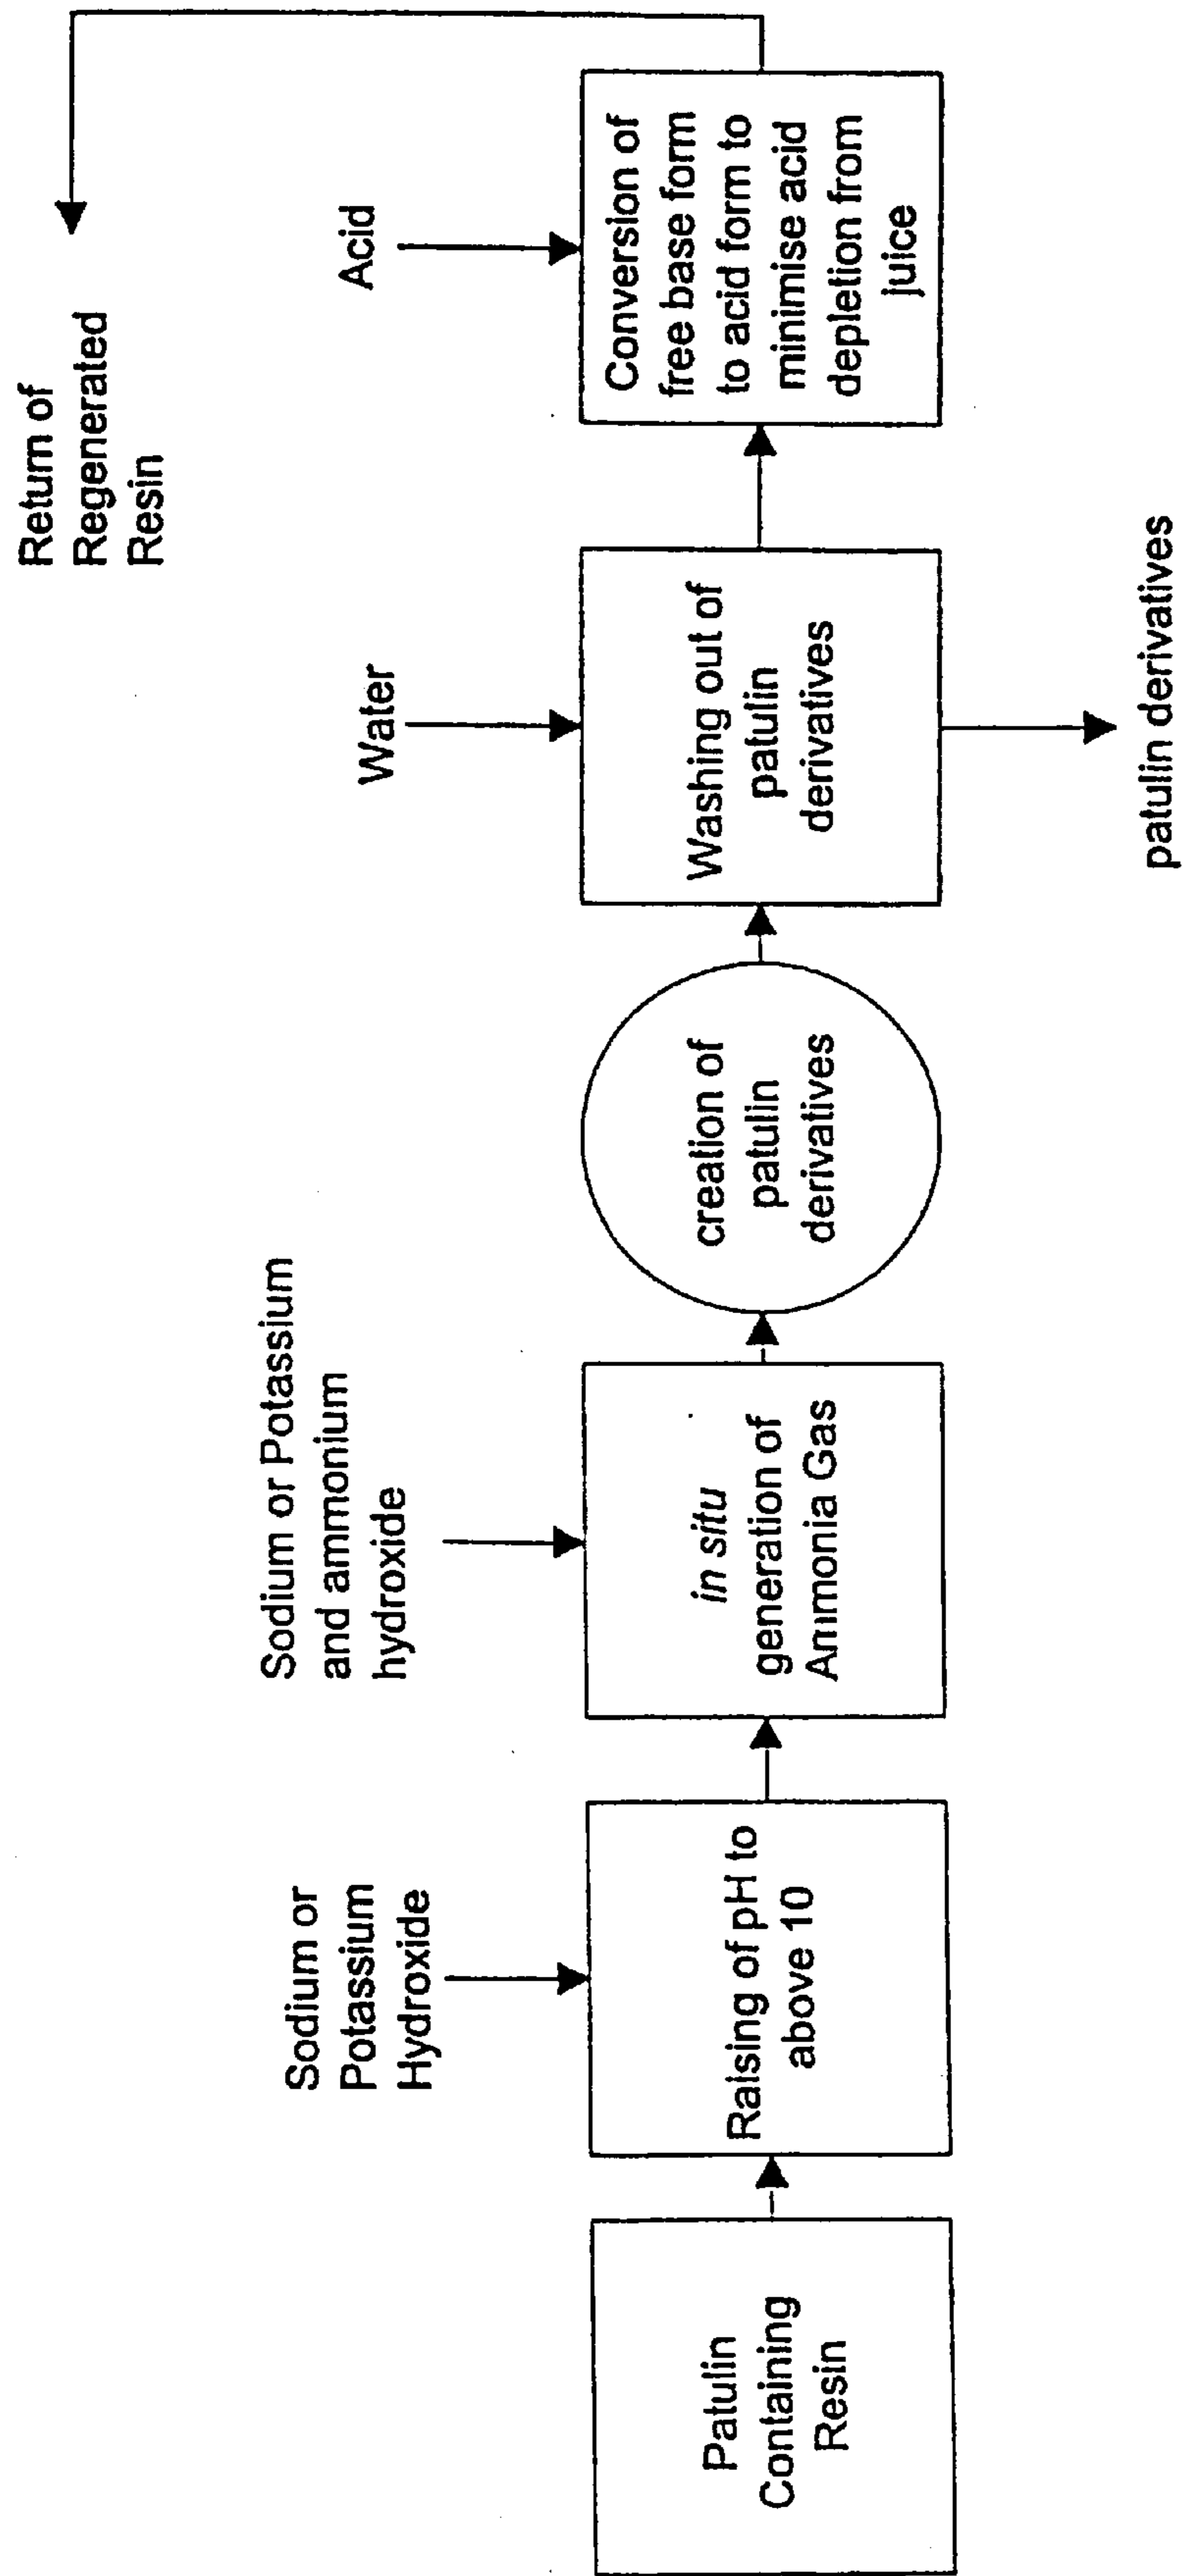 Patulin
Containing
Resin
Sodium or
Potassium
Hydroxide
Raising of pH to
above 10
Sodium or Potassium
and ammonium
hydroxide
in situ
generation of
Ammonia Gas
creation of
patulin
derivatives
Water
Washing out of
patulin
derivatives
patulin derivatives
Acid
Conversion of
free base form
to acid form to
minimise acid
depletion from
juice
Return of
Regenerated
Resin